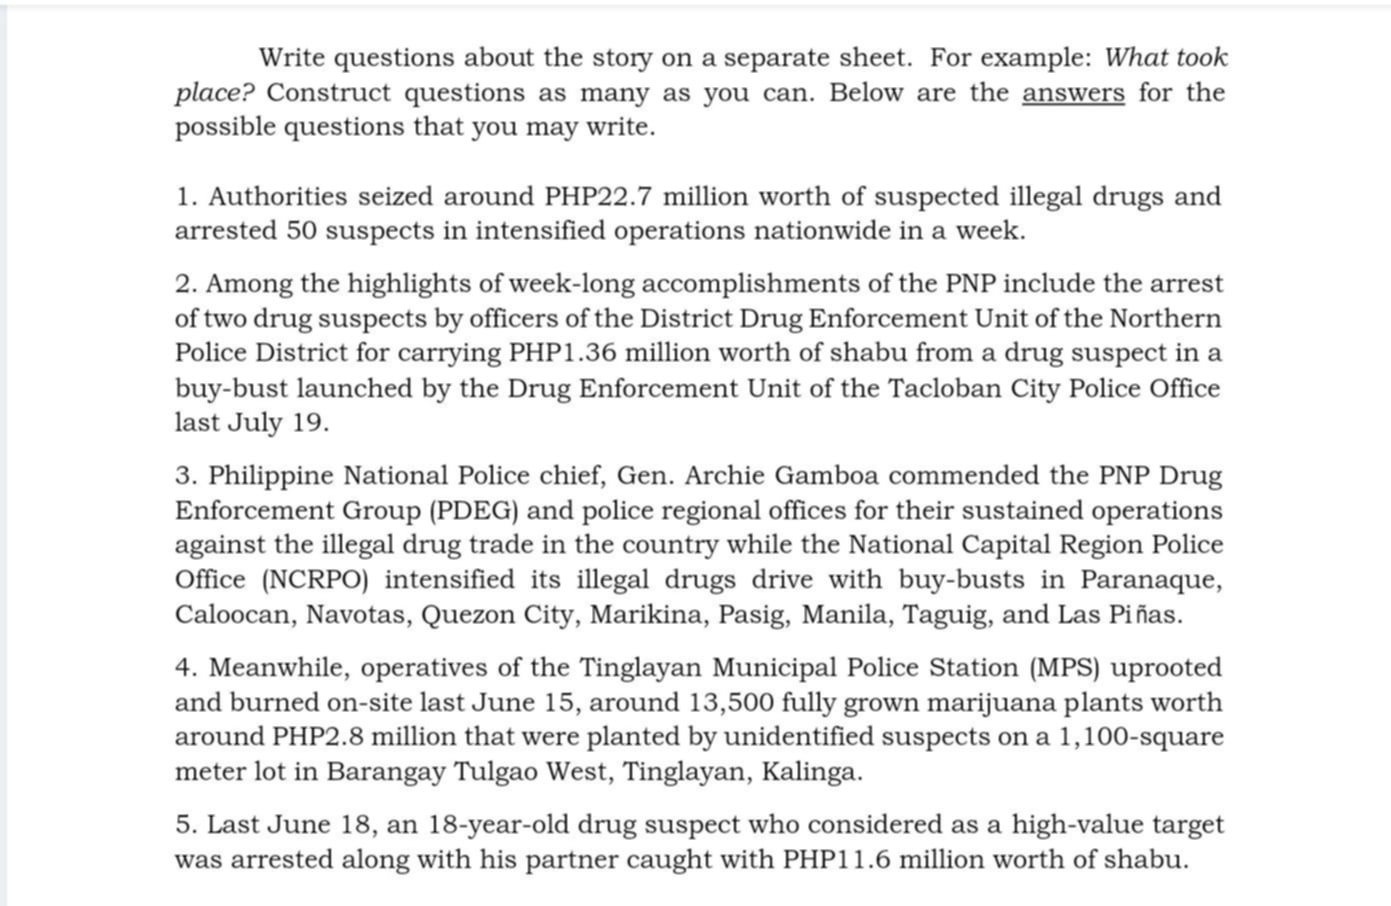 Write questions about the story on a separate sheet. For example: What took
place? Construct questions as many as you can. Below are the answers for the
possible questions that you may write.
1. Authorities seized around PHP22.7 million worth of suspected illegal drugs and
arrested 50 suspects in intensified operations nationwide in a week.
2. Among the highlights of week-long accomplishments of the PNP include the arrest
of two drug suspects by officers of the District Drug Enforcement Unit of the Northern
Police District for carrying PHP1.36 million worth of shabu from a drug suspect in a
buy-bust launched by the Drug Enforcement Unit of the Tacloban City Police Office
last July 19.
3. Philippine National Police chief, Gen. Archie Gamboa commended the PNP Drug
Enforcement Group (PDEG) and police regional offices for their sustained operations
against the illegal drug trade in the country while the National Capital Region Police
Office (NCRPO) intensified its illegal drugs drive with buy-busts in Paranaque,
Caloocan, Navotas, Quezon City, Marikina, Pasig, Manila, Taguig, and Las Piñas.
4. Meanwhile, operatives of the Tinglayan Municipal Police Station (MPS) uprooted
and burned on-site last June 15, around 13,500 fully grown marijuana plants worth
around PHP2.8 million that were planted by unidentified suspects on a 1,100-square
meter lot in Barangay Tulgao West, Tinglayan, Kalinga.
5. Last June 18, an 18-year-old drug suspect who considered as a high-value target
was arrested along with his partner caught with PHP11.6 million worth of shabu.